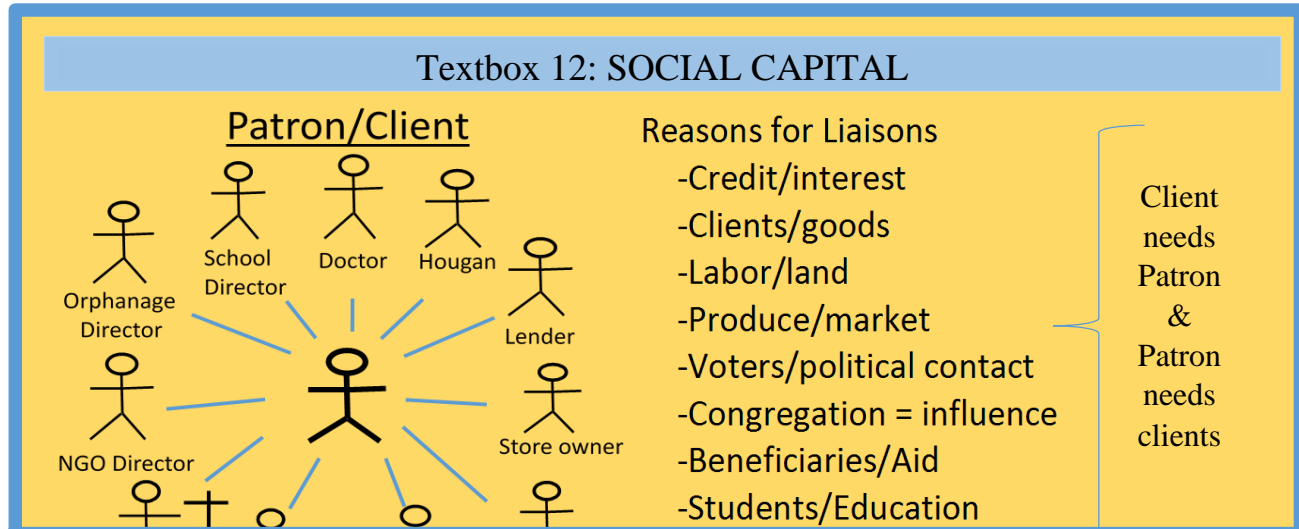 Textbox 12: SOCIAL CAPITAL
Patron/Client
Orphanage
Director
School
Director
Doctor
Hougan
Lender
NGO Director
Store owner
Reasons for Liaisons
-Credit/interest
-Clients/goods
-Labor/land
-Produce/market
-Voters/political contact
-Congregation = influence
-Beneficiaries/Aid
-Students/Education
Client
needs
Patron
&
Patron
needs
clients